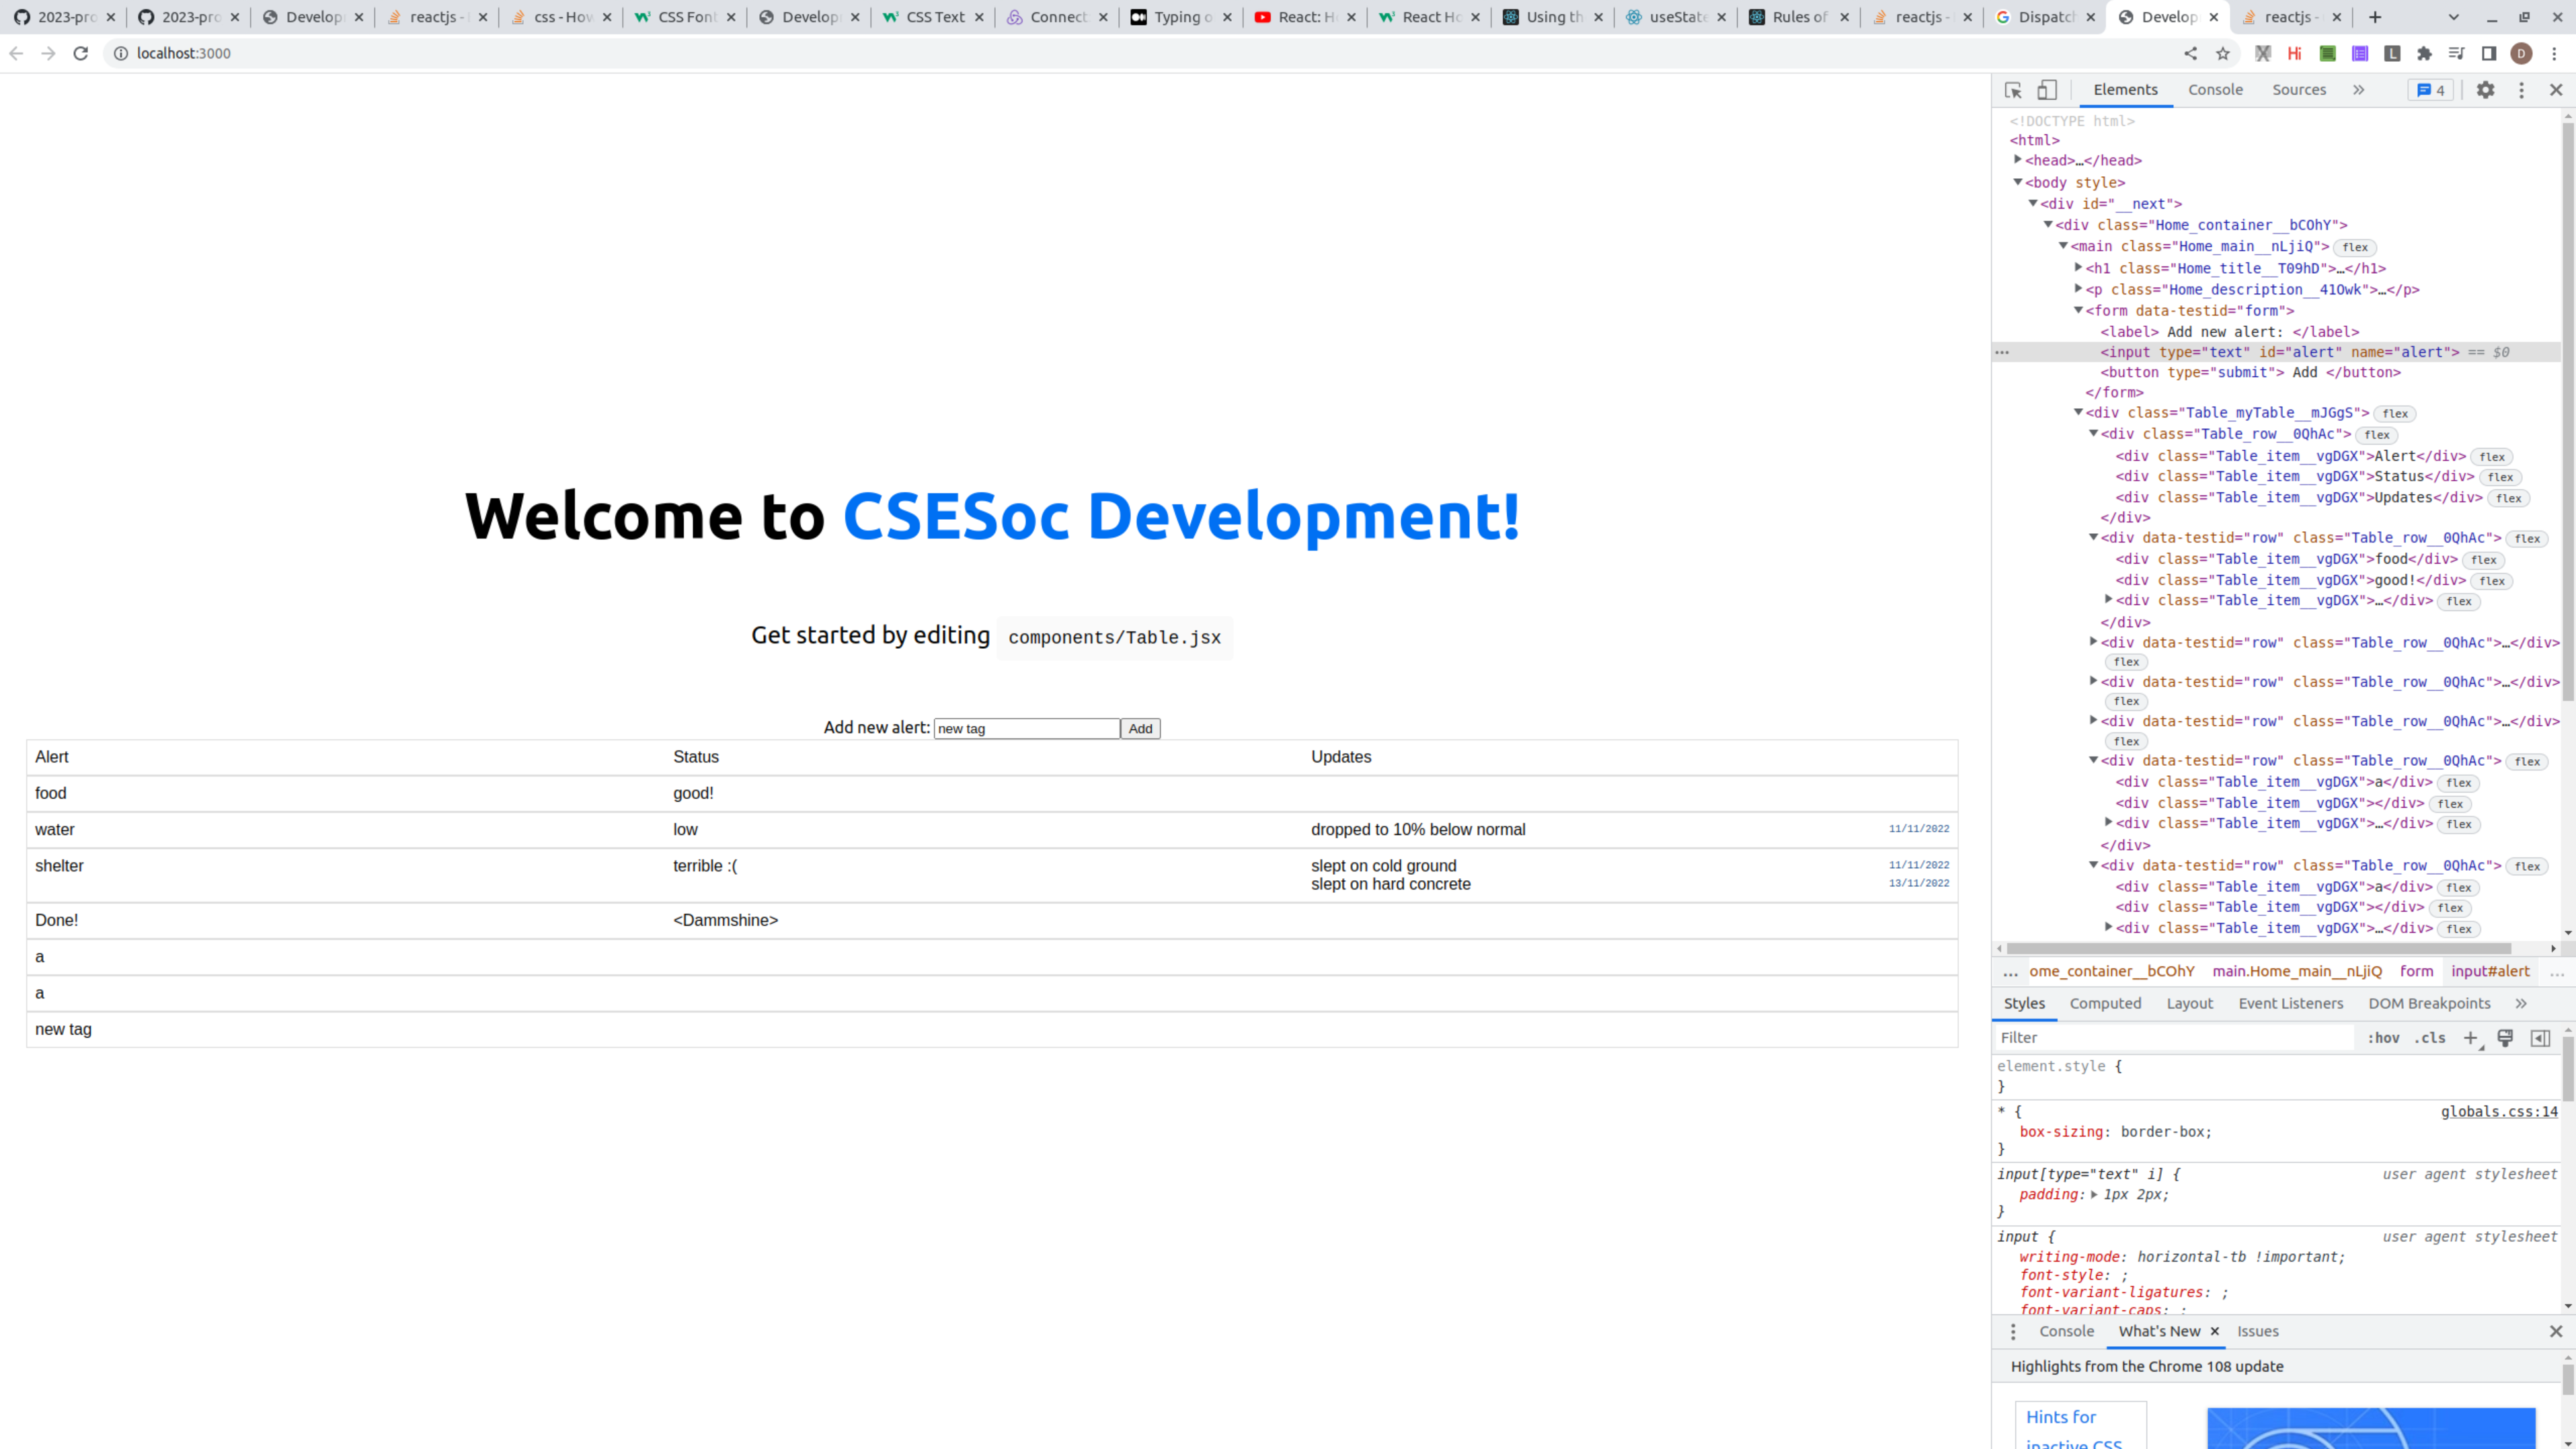 2023-pro 2023-pro Develop reactjs - css - How CSS Font Develop CSS Text Connect Typing o React: H React Ho Using th useState Rules of reactjs - Dispatch Develop reactjs -
localhost:3000
Elements Console Sources 4
<!DOCTYPE html>
<html>
<head>…</head>
<body style>
<div id="__next">
<div class="Home_container__bCOhY">
<main class="Home_main__nLjiQ"> flex
<h1 class="Home_title__T09hD">…</h1>
<p class="Home_description__41Owk">…</p>
<form data-testid="form">
<label> Add new alert: </label>
<input type="text" id="alert" name="alert"> == $0
<button type="submit"> Add </button>
</form>
<div class="Table_myTable__mJGgS"> flex
<div class="Table_row__0QhAc"> flex
<div class="Table_item__vgDGX">Alert</div> flex
<div class="Table_item__vgDGX">Status</div> flex
<div class="Table_item__vgDGX">Updates</div> flex
</div>
<div data-testid="row" class="Table_row__0QhAc"> flex
<div class="Table_item__vgDGX">food</div> flex
<div class="Table_item__vgDGX">good!</div> flex
<div class="Table_item__vgDGX">…</div> flex
</div>
<div data-testid="row" class="Table_row__0QhAc">…</div>
flex
<div data-testid="row" class="Table_row__0QhAc">…</div>
flex
<div data-testid="row" class="Table_row__0QhAc">…</div>
flex
<div data-testid="row" class="Table_row__0QhAc"> flex
<div class="Table_item__vgDGX">a</div> flex
<div class="Table_item__vgDGX"></div> flex
<div class="Table_item__vgDGX">…</div> flex
</div>
<div data-testid="row" class="Table_row__0QhAc"> flex
<div class="Table_item__vgDGX">a</div> flex
<div class="Table_item__vgDGX"></div> flex
<div class="Table_item__vgDGX">…</div> flex
... ome_container__bCOhY main.Home_main__nLjiQ form input#alert ...
Styles Computed Layout Event Listeners DOM Breakpoints
Filter :hov .cls
element.style {
}
* { globals.css:14
box-sizing: border-box;
}
input[type="text" i] { user agent stylesheet
padding: 1px 2px;
}
input { user agent stylesheet
writing-mode: horizontal-tb !important;
font-style: ;
font-variant-ligatures: ;
font-variant-caps: ;
Console What's New Issues
Highlights from the Chrome 108 update
Hints for
inactive CSS
Welcome to CSESoc Development!
Get started by editing components/Table.jsx
Add new alert: new tag Add
Alert Status Updates
food good!
water low dropped to 10% below normal 11/11/2022
shelter terrible :( slept on cold ground 11/11/2022
slept on hard concrete 13/11/2022
Done! <Dammshine>
a
a
new tag